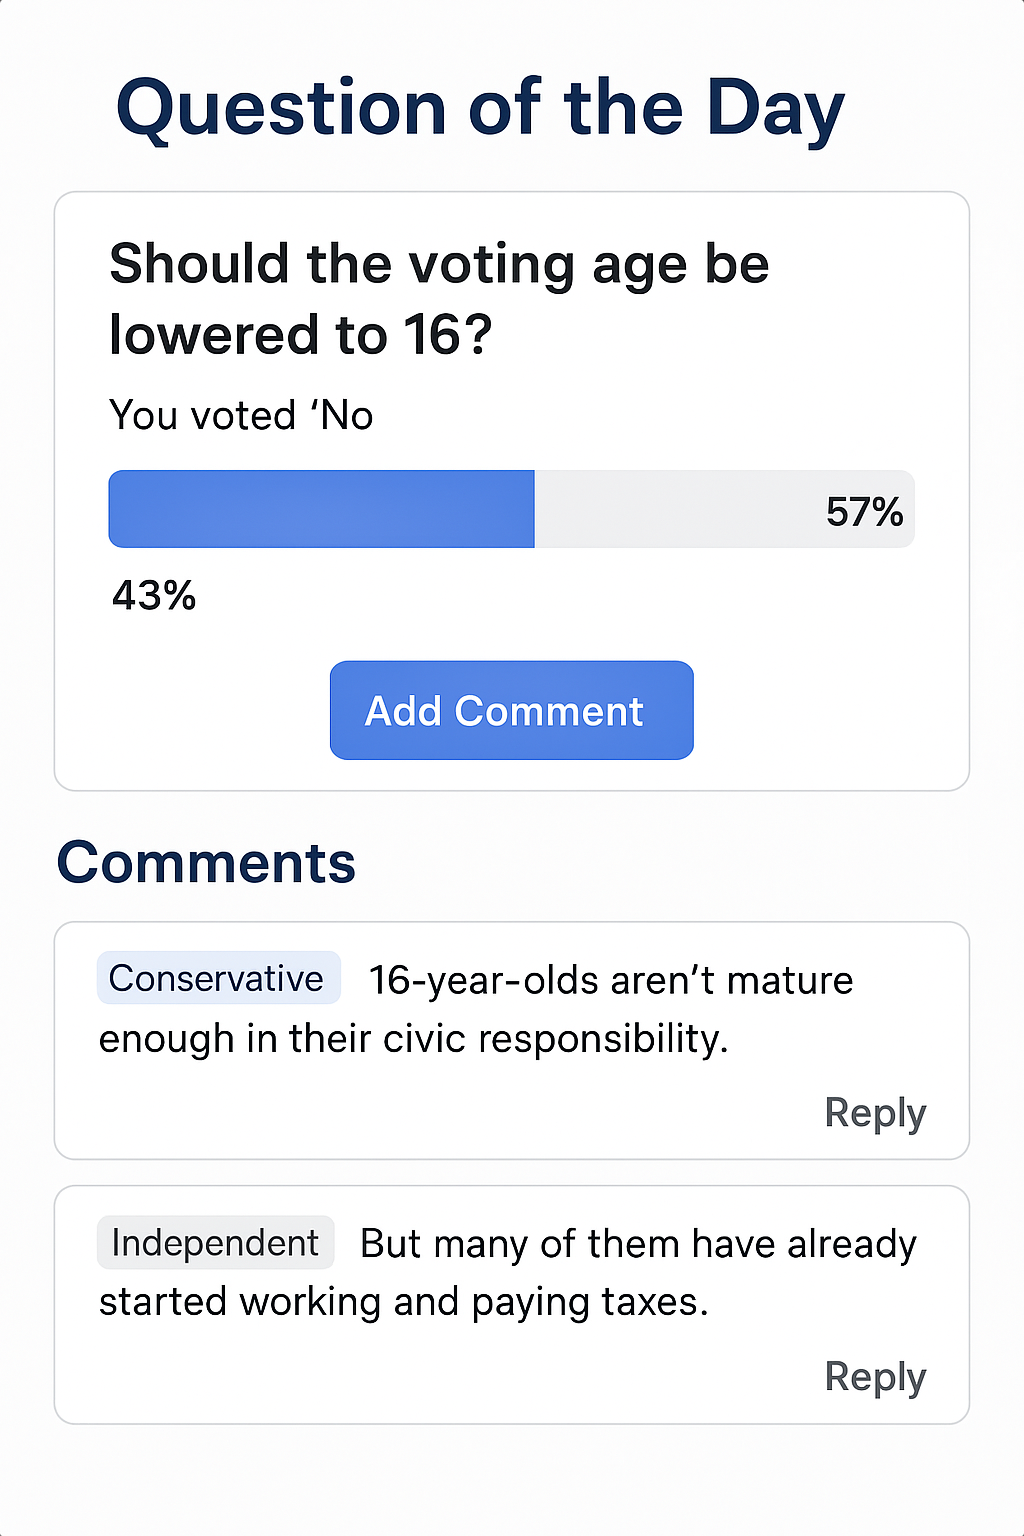 Question of the Day
Should the voting age be
lowered to 16?
You voted ‘No
57%
43%
Add Comment
Comments
Conservative 16-year-olds aren’t mature
enough in their civic responsibility.
Reply
Independent But many of them have already
started working and paying taxes.
Reply